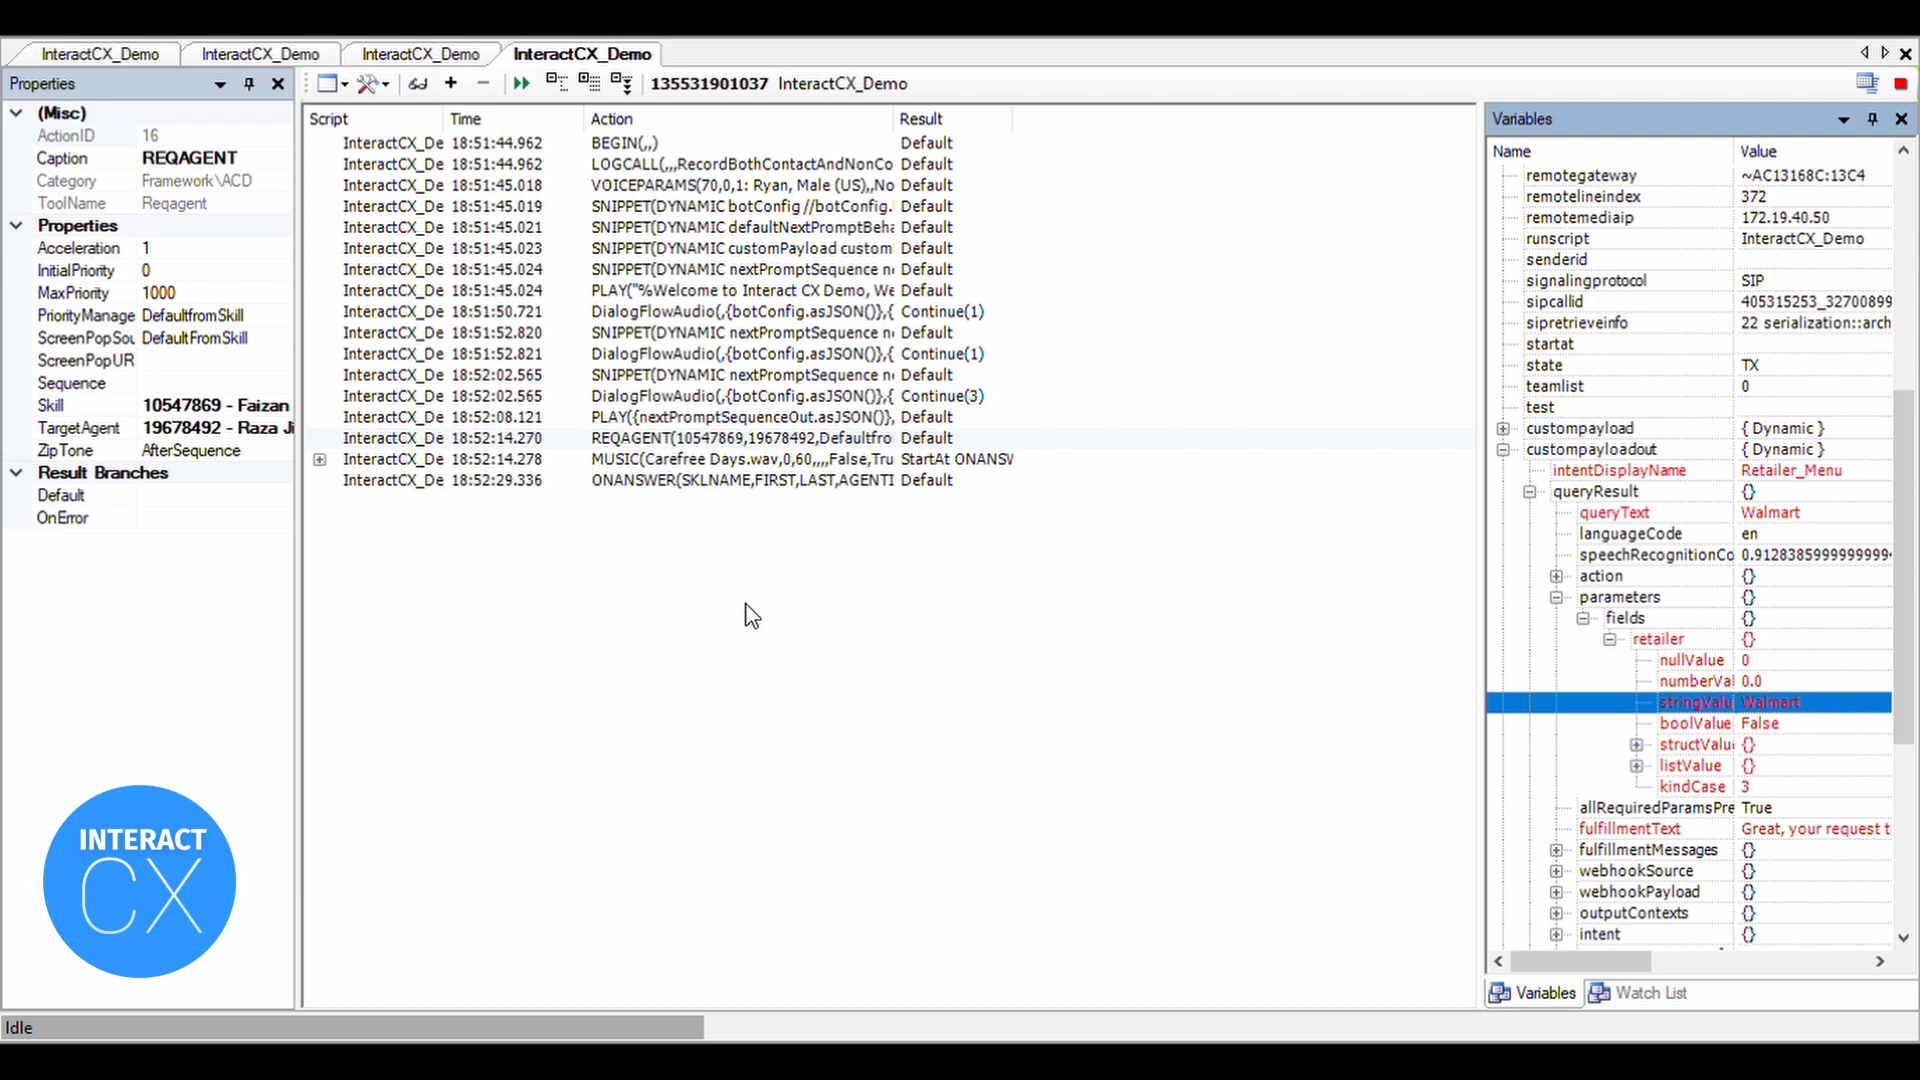 InteractCX_Demo InteractCX_Demo InteractCX_Demo InteractCX_Demo
Properties
135531901037 InteractCX_Demo
(Misc)
ActionID 16
Caption REQAGENT
Category Framework\ACD
ToolName Reqagent
Properties
Acceleration 1
InitialPriority 0
MaxPriority 1000
PriorityManage DefaultfromSkill
ScreenPopSou DefaultFromSkill
ScreenPopUR
Sequence
Skill 10547869 - Faizan
TargetAgent 19678492 - Raza Ji
ZipTone AfterSequence
Result Branches
Default
OnError
INTERACT
CX
Script Time Action Result
InteractCX_De 18:51:44.962 BEGIN(,,) Default
InteractCX_De 18:51:44.962 LOGCALL(,,,RecordBothContactAndNonCo Default
InteractCX_De 18:51:45.018 VOICEPARAMS(70,0,1: Ryan, Male (US),,No Default
InteractCX_De 18:51:45.019 SNIPPET(DYNAMIC botConfig //botConfig. Default
InteractCX_De 18:51:45.021 SNIPPET(DYNAMIC defaultNextPromptBeha Default
InteractCX_De 18:51:45.023 SNIPPET(DYNAMIC customPayload custom Default
InteractCX_De 18:51:45.024 SNIPPET(DYNAMIC nextPromptSequence n Default
InteractCX_De 18:51:45.024 PLAY("%Welcome to Interact CX Demo, We Default
InteractCX_De 18:51:50.721 DialogFlowAudio(,{botConfig.asJSON()},{ Continue(1)
InteractCX_De 18:51:52.820 SNIPPET(DYNAMIC nextPromptSequence n Default
InteractCX_De 18:51:52.821 DialogFlowAudio(,{botConfig.asJSON()},{ Continue(1)
InteractCX_De 18:52:02.565 SNIPPET(DYNAMIC nextPromptSequence n Default
InteractCX_De 18:52:02.565 DialogFlowAudio(,{botConfig.asJSON()},{ Continue(3)
InteractCX_De 18:52:08.121 PLAY({nextPromptSequenceOut.asJSON()}, Default
InteractCX_De 18:52:14.270 REQAGENT(10547869,19678492,Defaultfro Default
InteractCX_De 18:52:14.278 MUSIC(Carefree Days.wav,0,60,,,,False,Tru StartAt ONANSW
InteractCX_De 18:52:29.336 ONANSWER(SKLNAME,FIRST,LAST,AGENTI Default
Variables
Name Value
remotegateway ~AC13168C:13C4
remotelineindex 372
remotemediaip 172.19.40.50
runscript InteractCX_Demo
senderid
signalingprotocol SIP
sipcallid 405315253_32700899
sipretrieveinfo 22 serialization::arch
startat
state TX
teamlist 0
test
custompayload { Dynamic }
custompayloadout { Dynamic }
intentDisplayName Retailer_Menu
queryResult {}
queryText Walmart
languageCode en
speechRecognitionCo 0.9128385999999994
action {}
parameters {}
fields {}
retailer {}
nullValue 0
numberVal 0.0
stringValu Walmart
boolValue False
structValu {}
listValue {}
kindCase 3
allRequiredParamsPre True
fulfillmentText Great, your request t
fulfillmentMessages {}
webhookSource {}
webhookPayload {}
outputContexts {}
intent {}
Variables Watch List
Idle